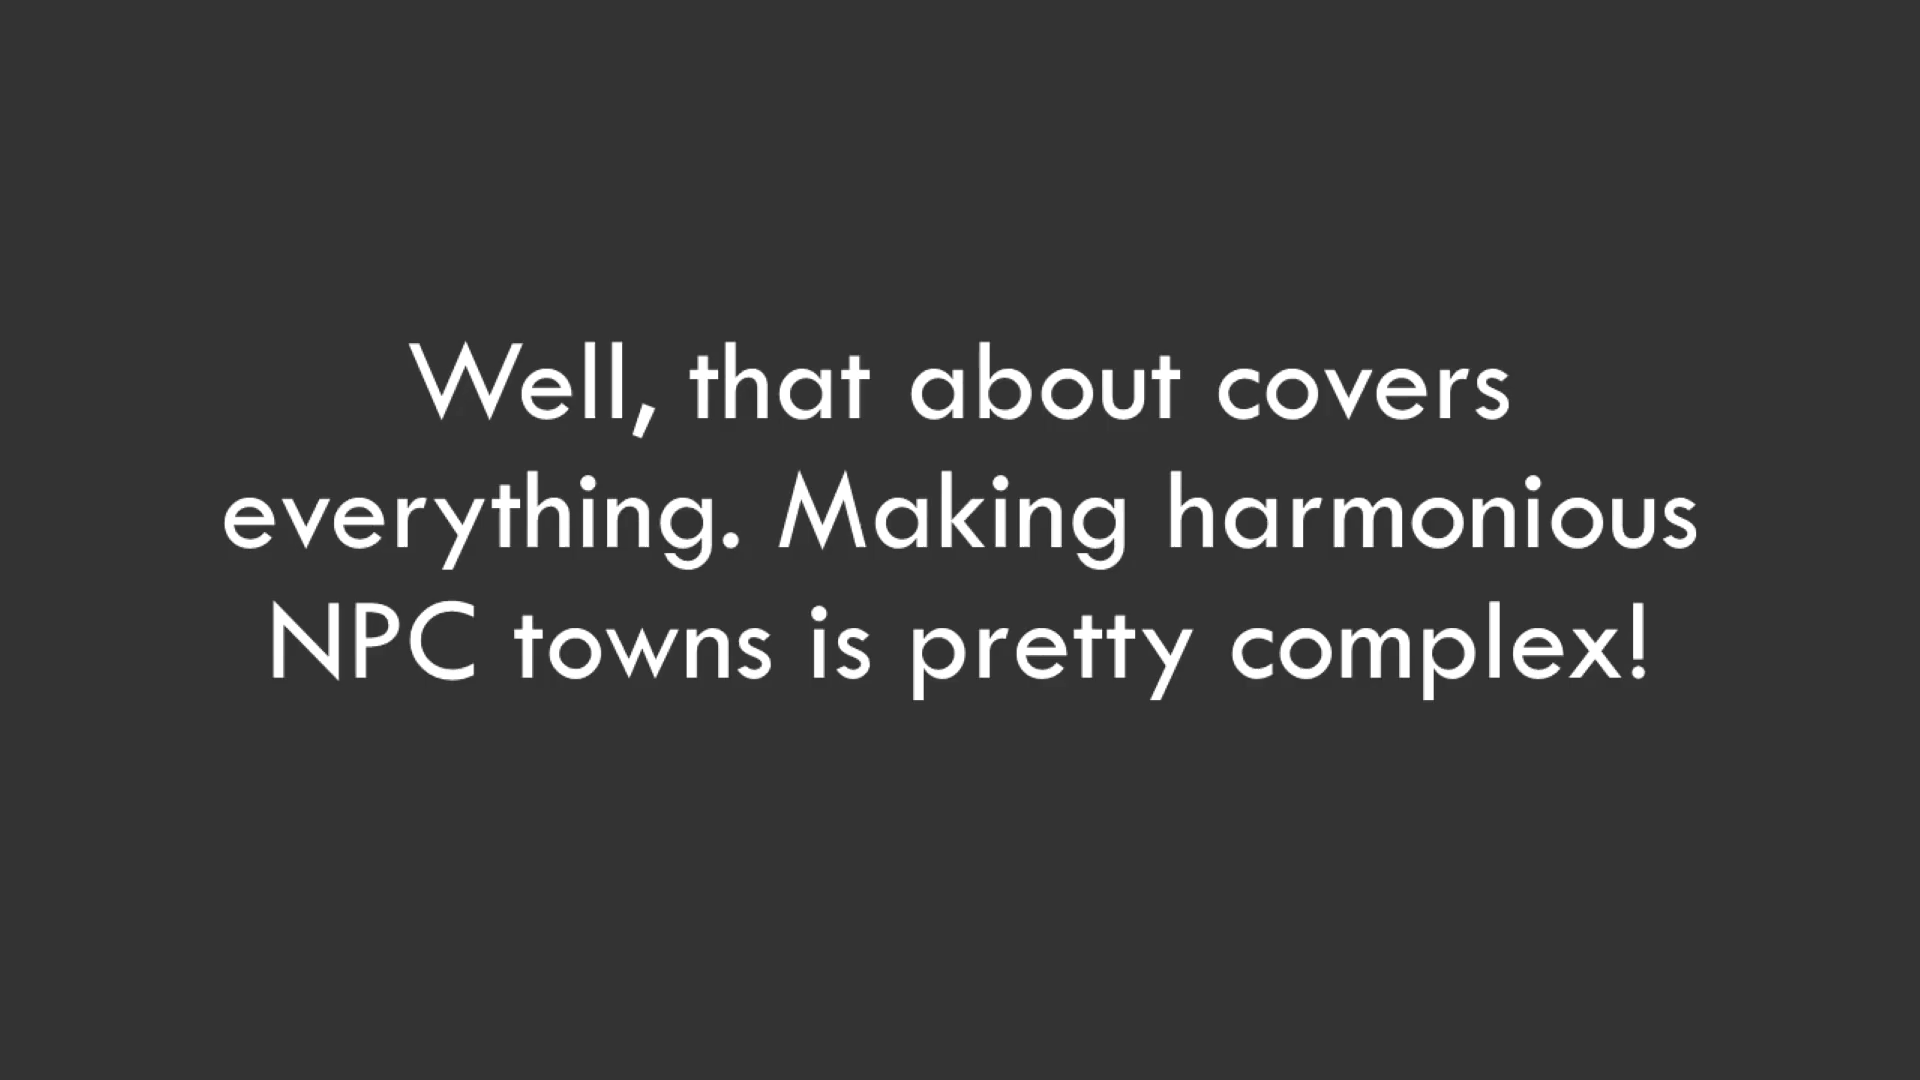 Well, that about covers
everything. Making harmonious
NPC towns is pretty complex!